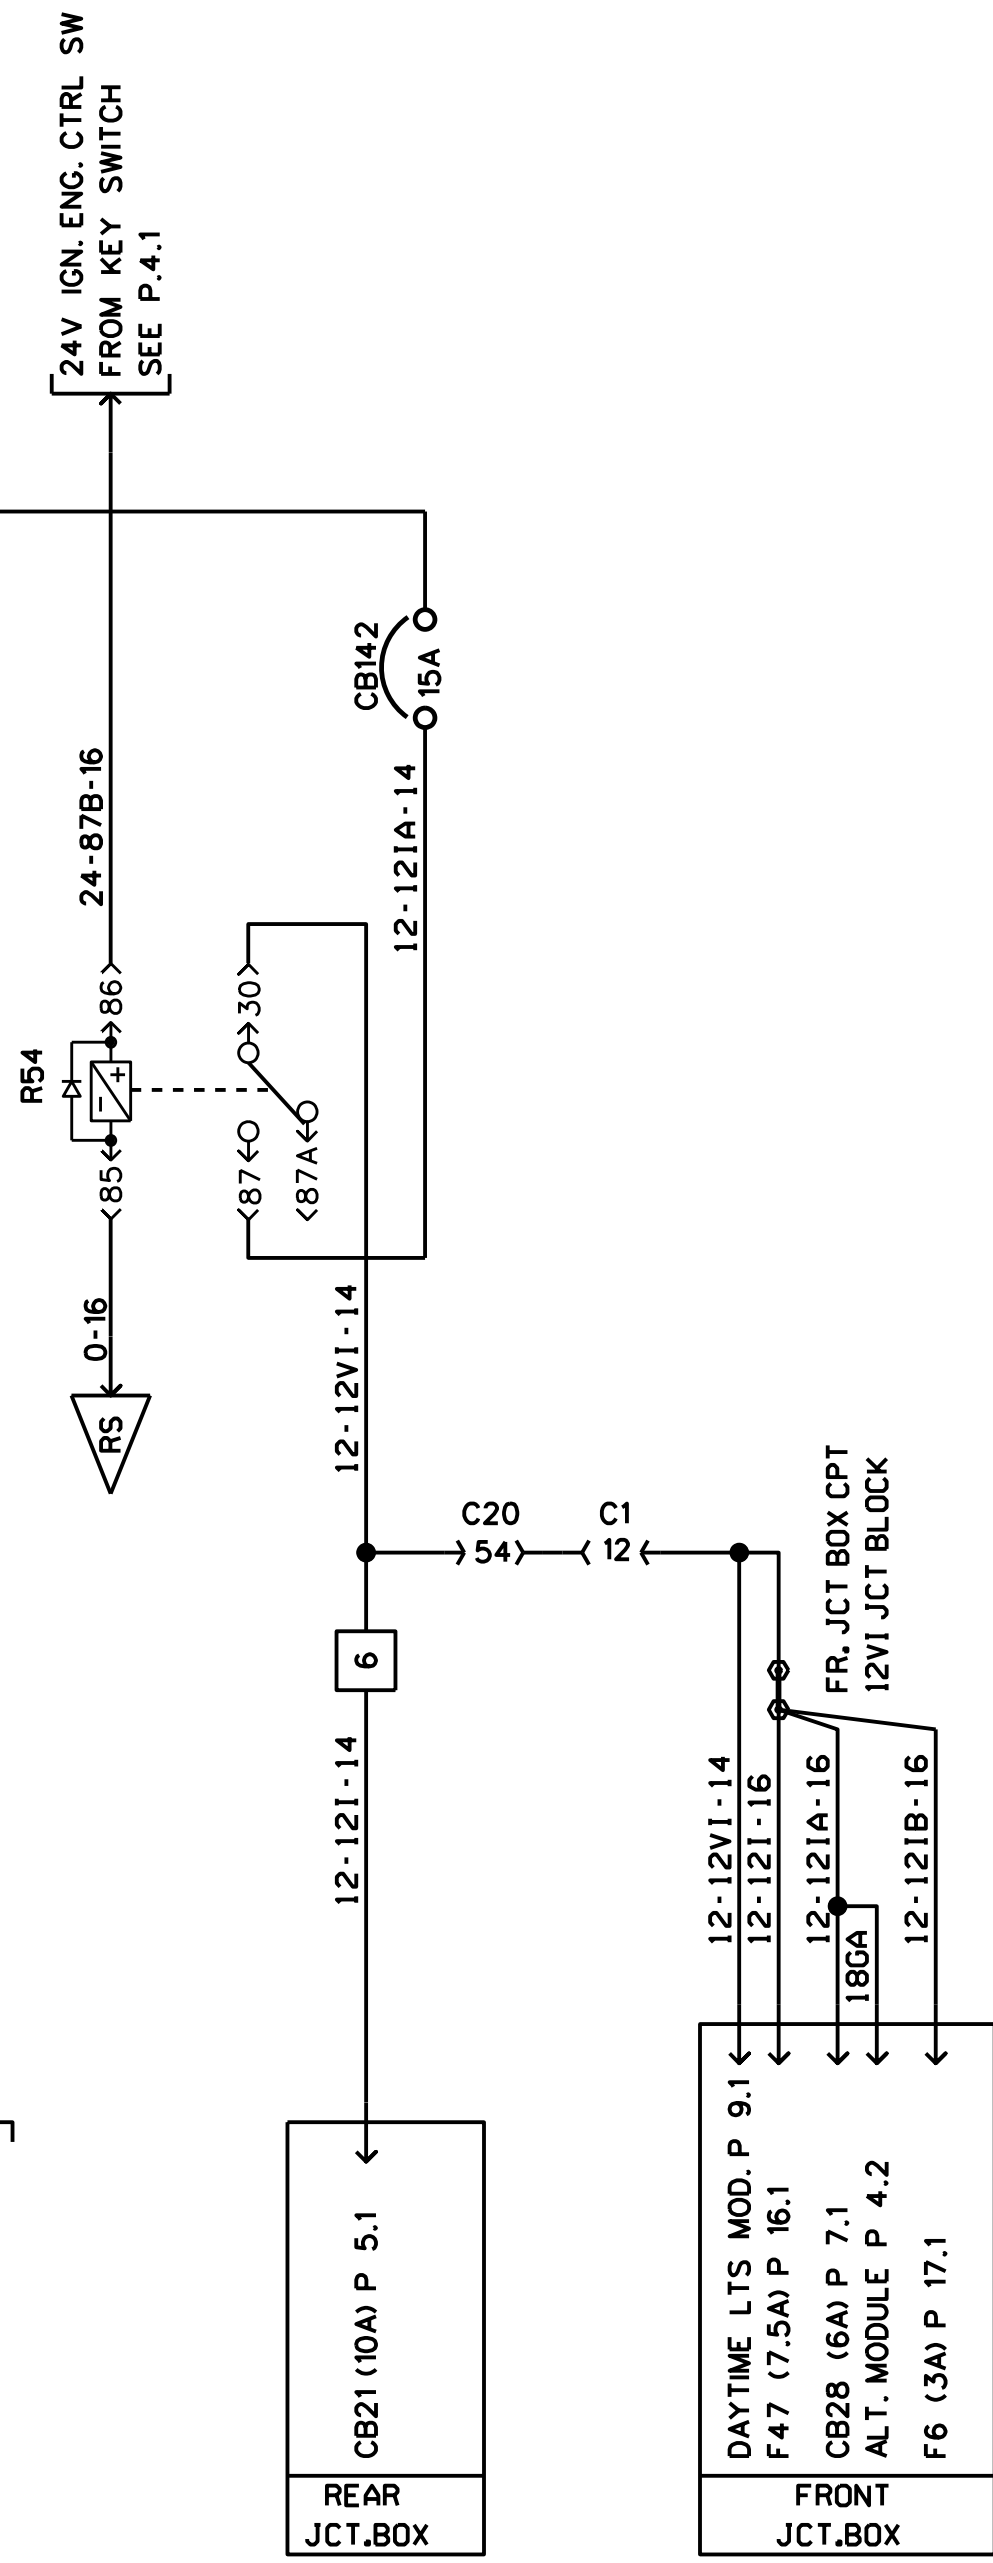 24V IGN. ENG. CTRL SW
FROM KEY SWITCH
SEE P.4.1
CB142
15A
24-87B-16
12-12IA-14
R54
86
30
+
-
85
87
87A
0-16
RS
12-12VI-14
C20
54
C1
12
FR. JCT BOX CPT
12VI JCT BLOCK
6
12-12I-14
12-12VI-14
12-12I-16
12-12IA-16
18GA
12-12IB-16
CB21 (10A) P 5.1
REAR
JCT.BOX
DAYTIME LTS MOD. P 9.1
F47 (7.5A) P 16.1
CB28 (6A) P 7.1
ALT. MODULE P 4.2
F6 (3A) P 17.1
FRONT
JCT.BOX